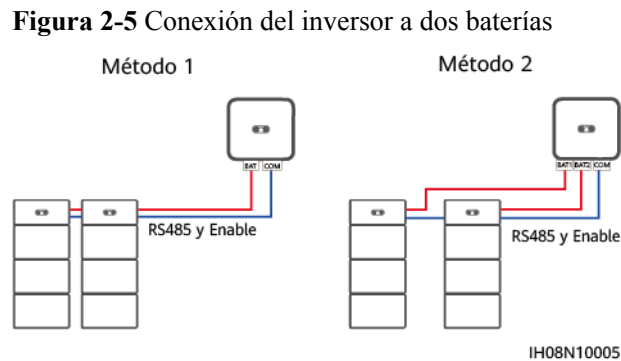 Figura 2-5 Conexión del inversor a dos baterías
Método 1
Método 2
BAT COM
BAT1 BAT2 COM
RS485 y Enable
RS485 y Enable
IH08N10005